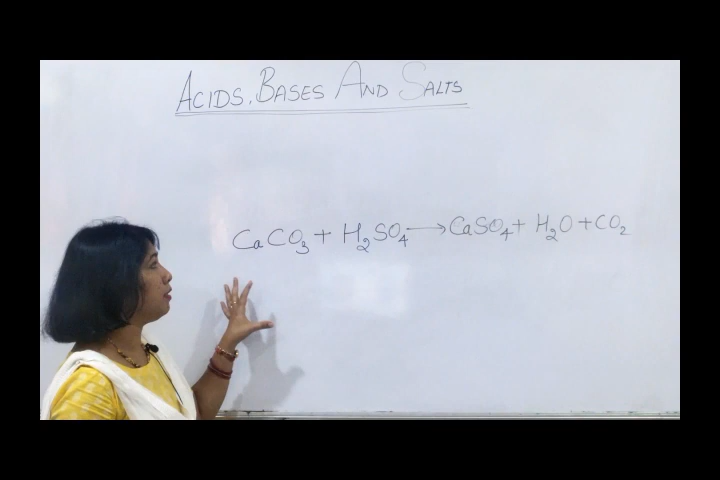 ACIDS, BASES AND SALTS
CaCO₃ + H₂SO₄ → CaSO₄ + H₂O + CO₂